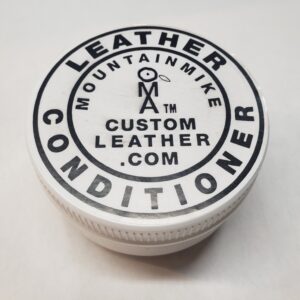 LEATHER
MOUNTAINMIKE
TM
CUSTOM
LEATHER
.COM
CONDITIONER